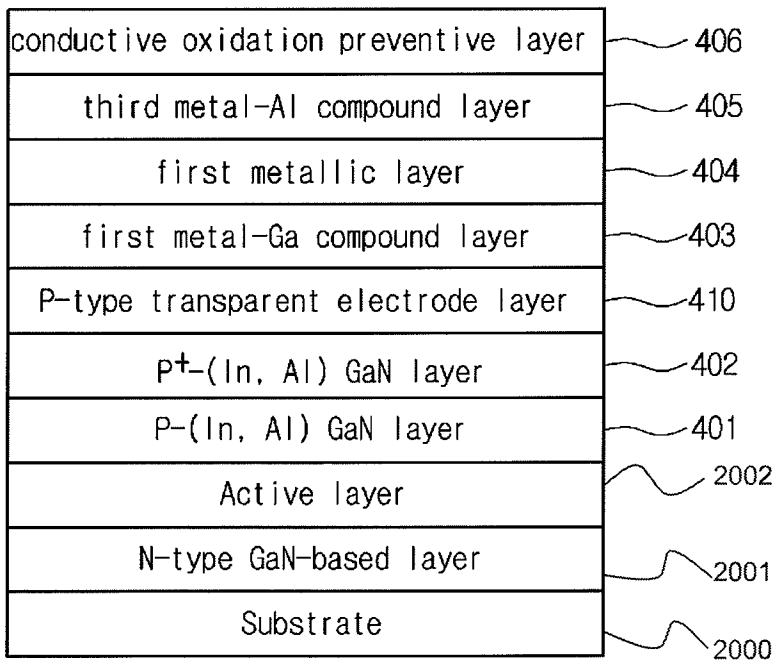 conductive oxidation preventive layer 406
third metal-Al compound layer 405
first metallic layer 404
first metal-Ga compound layer 403
P-type transparent electrode layer 410
P+-(In, Al) GaN layer 402
P-(In, Al) GaN layer 401
Active layer 2002
N-type GaN-based layer 2001
Substrate 2000